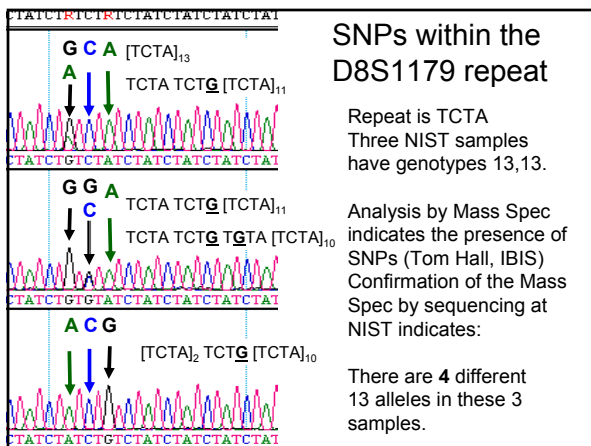 CTATCTRTCTRTCTATCTATCTATCTAT
G C A [TCTA]13
A
TCTA TCTG [TCTA]11
CTATCTGTCTATCTATCTATCTATCTAT
G G A
C
TCTA TCTG [TCTA]11
TCTA TCTG TGTA [TCTA]10
CTATCTGTGTATCTATCTATCTATCTAT
A C G
[TCTA]2 TCTG [TCTA]10
CTATCTATCTGTCTATCTATCTATCTAT
SNPs within the
D8S1179 repeat
Repeat is TCTA
Three NIST samples
have genotypes 13,13.
Analysis by Mass Spec
indicates the presence of
SNPs (Tom Hall, IBIS)
Confirmation of the Mass
Spec by sequencing at
NIST indicates:
There are 4 different
13 alleles in these 3
samples.